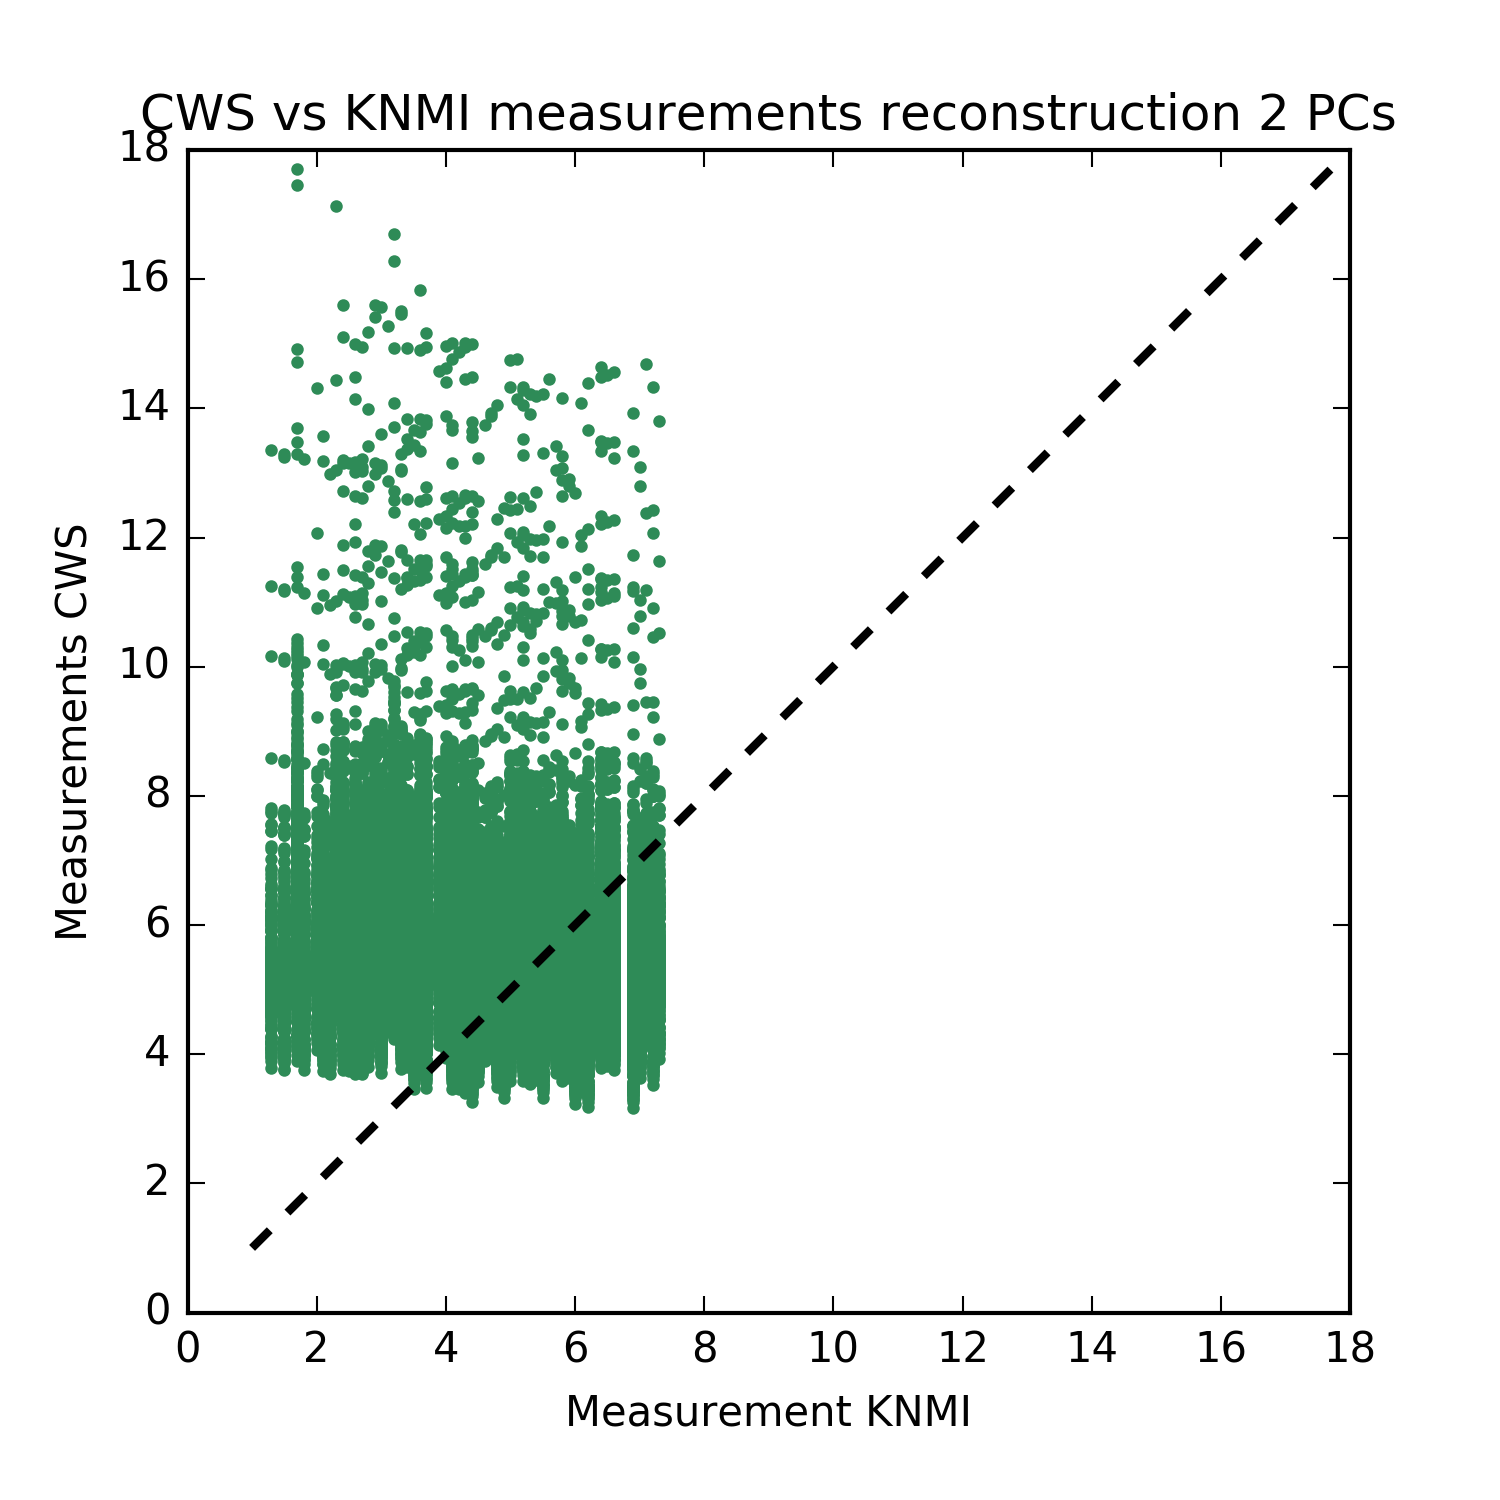 CWS vs KNMI measurements reconstruction 2 PCs
18
16
14
12
10
8
6
4
2
0
Measurements CWS
0 2 4 6 8 10 12 14 16 18
Measurement KNMI